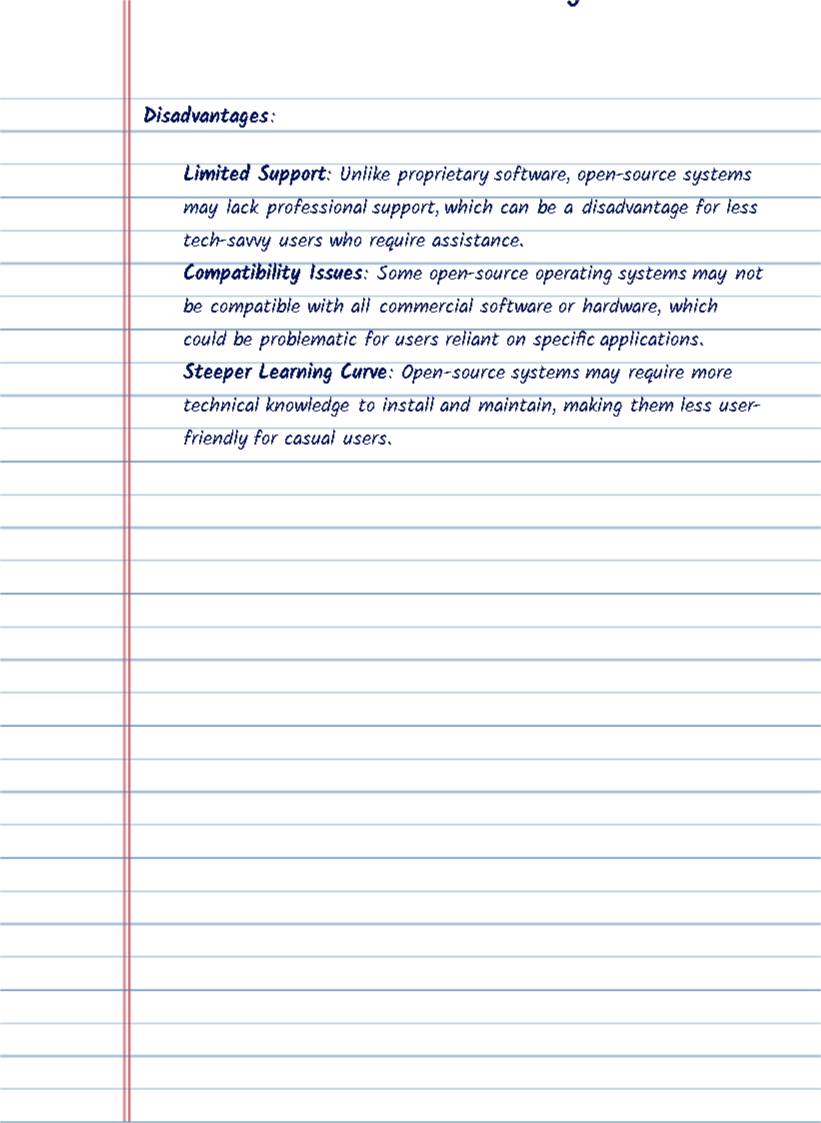 Disadvantages:
Limited Support: Unlike proprietary software, open-source systems
may lack professional support, which can be a disadvantage for less
tech-savvy users who require assistance.
Compatibility Issues: Some open-source operating systems may not
be compatible with all commercial software or hardware, which
could be problematic for users reliant on specific applications.
Steeper Learning Curve: Open-source systems may require more
technical knowledge to install and maintain, making them less user-
friendly for casual users.